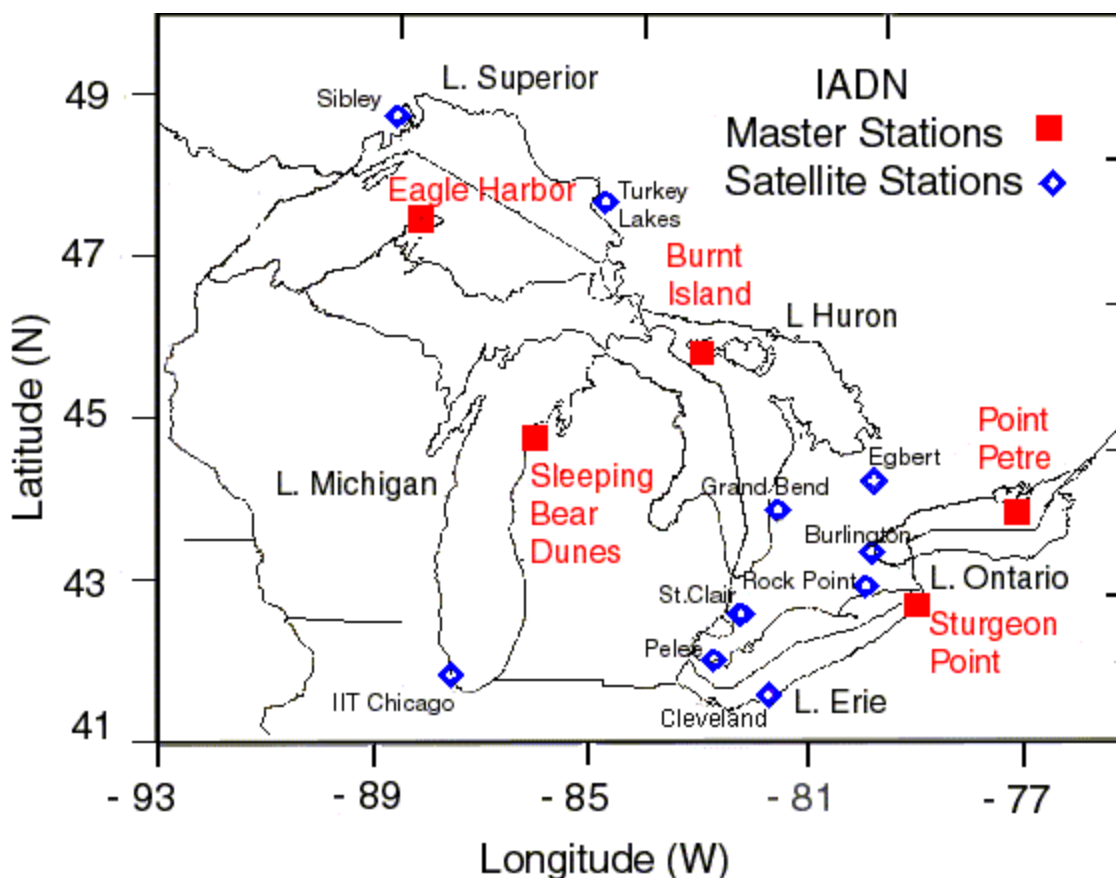 IADN
Master Stations
Satellite Stations
L. Superior
Sibley
Eagle Harbor
Turkey
Lakes
Burnt
Island
L Huron
Point
Petre
Egbert
Sleeping
Bear
Dunes
L. Michigan
Grand Bend
Burlington
Rock Point
L. Ontario
St.Clair
Sturgeon
Point
Pelee
IIT Chicago
Cleveland
L. Erie
49
47
45
43
41
Latitude (N)
- 93
- 89
- 85
- 81
- 77
Longitude (W)